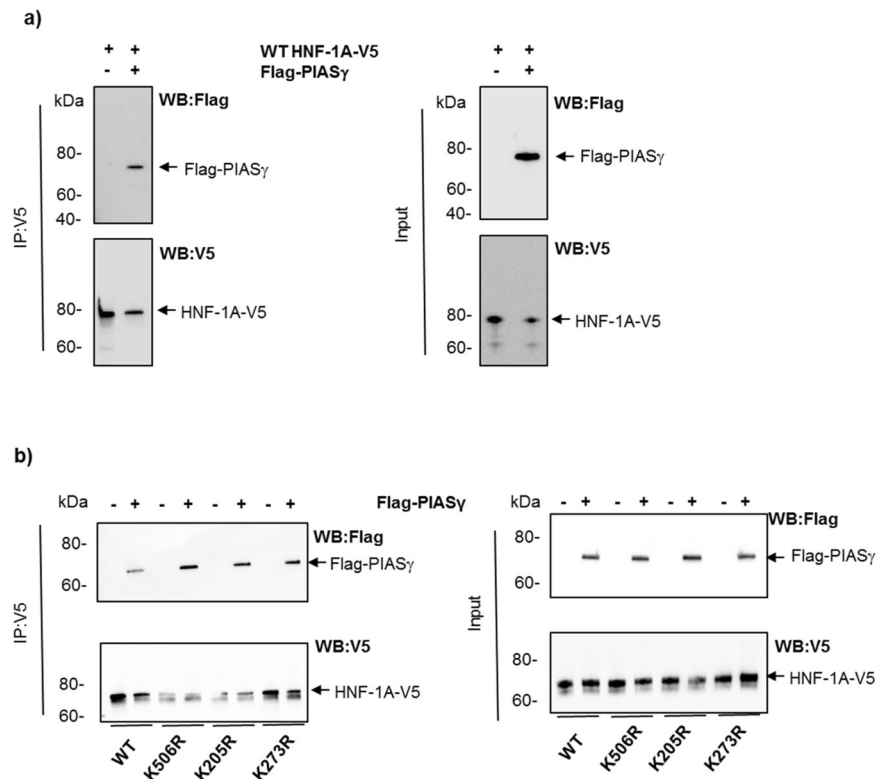 a)
+ + WT HNF-1A-V5 + +
- + Flag-PIASγ - +
kDa WB:Flag WB:Flag
80- 80-
Flag-PIASγ Flag-PIASγ
60- 60-
40- 40-
IP:V5 Input
WB:V5 WB:V5
80- HNF-1A-V5 80- HNF-1A-V5
60- 60-
b)
kDa - + - + - + - + Flag-PIASγ kDa - + - + - + - +
WB:Flag WB:Flag
80- 80-
Flag-PIASγ Flag-PIASγ
60- 60-
IP:V5 Input
WB:V5 WB:V5
80- HNF-1A-V5 80- HNF-1A-V5
60- 60-
WT K506R K205R K273R WT K506R K205R K273R